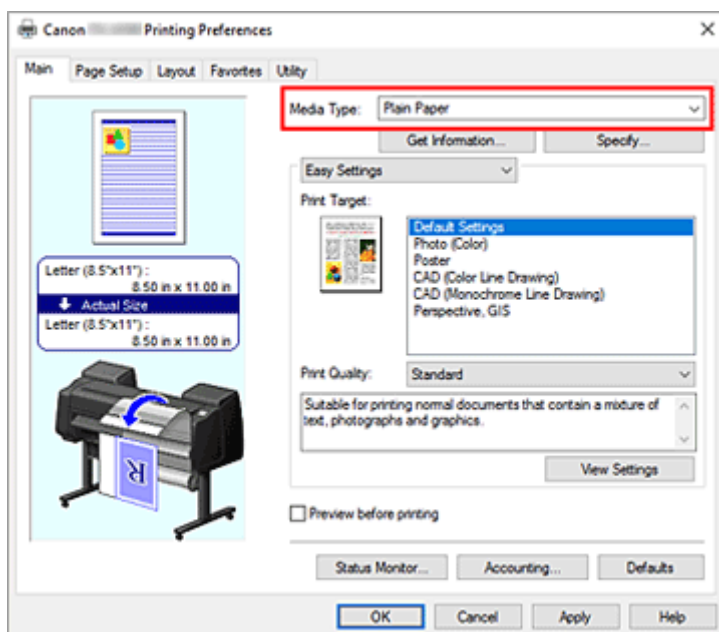 Canon Printing Preferences
Main Page Setup Layout Favorites Utility
Media Type: Plain Paper
Get Information... Specify...
Easy Settings
Print Target:
Default Settings
Photo (Color)
Poster
CAD (Color Line Drawing)
CAD (Monochrome Line Drawing)
Perspective, GIS
Letter (8.5"x11") :
8.50 in x 11.00 in
Actual Size
Letter (8.5"x11") :
8.50 in x 11.00 in
Print Quality: Standard
Suitable for printing normal documents that contain a mixture of
text, photographs and graphics.
View Settings
R
Preview before printing
Status Monitor... Accounting... Defaults
OK Cancel Apply Help